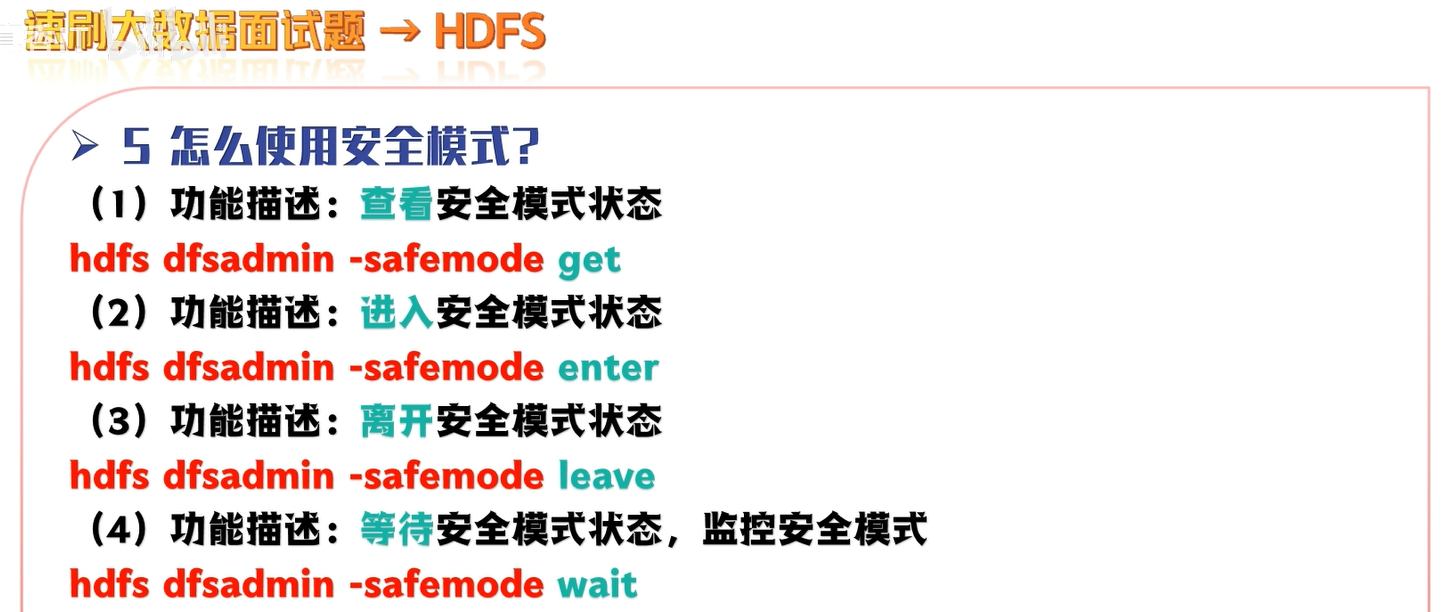 速刷大数据面试题 → HDFS
➢ 5 怎么使用安全模式?
（1）功能描述：查看安全模式状态
hdfs dfsadmin -safemode get
（2）功能描述：进入安全模式状态
hdfs dfsadmin -safemode enter
（3）功能描述：离开安全模式状态
hdfs dfsadmin -safemode leave
（4）功能描述：等待安全模式状态，监控安全模式
hdfs dfsadmin -safemode wait